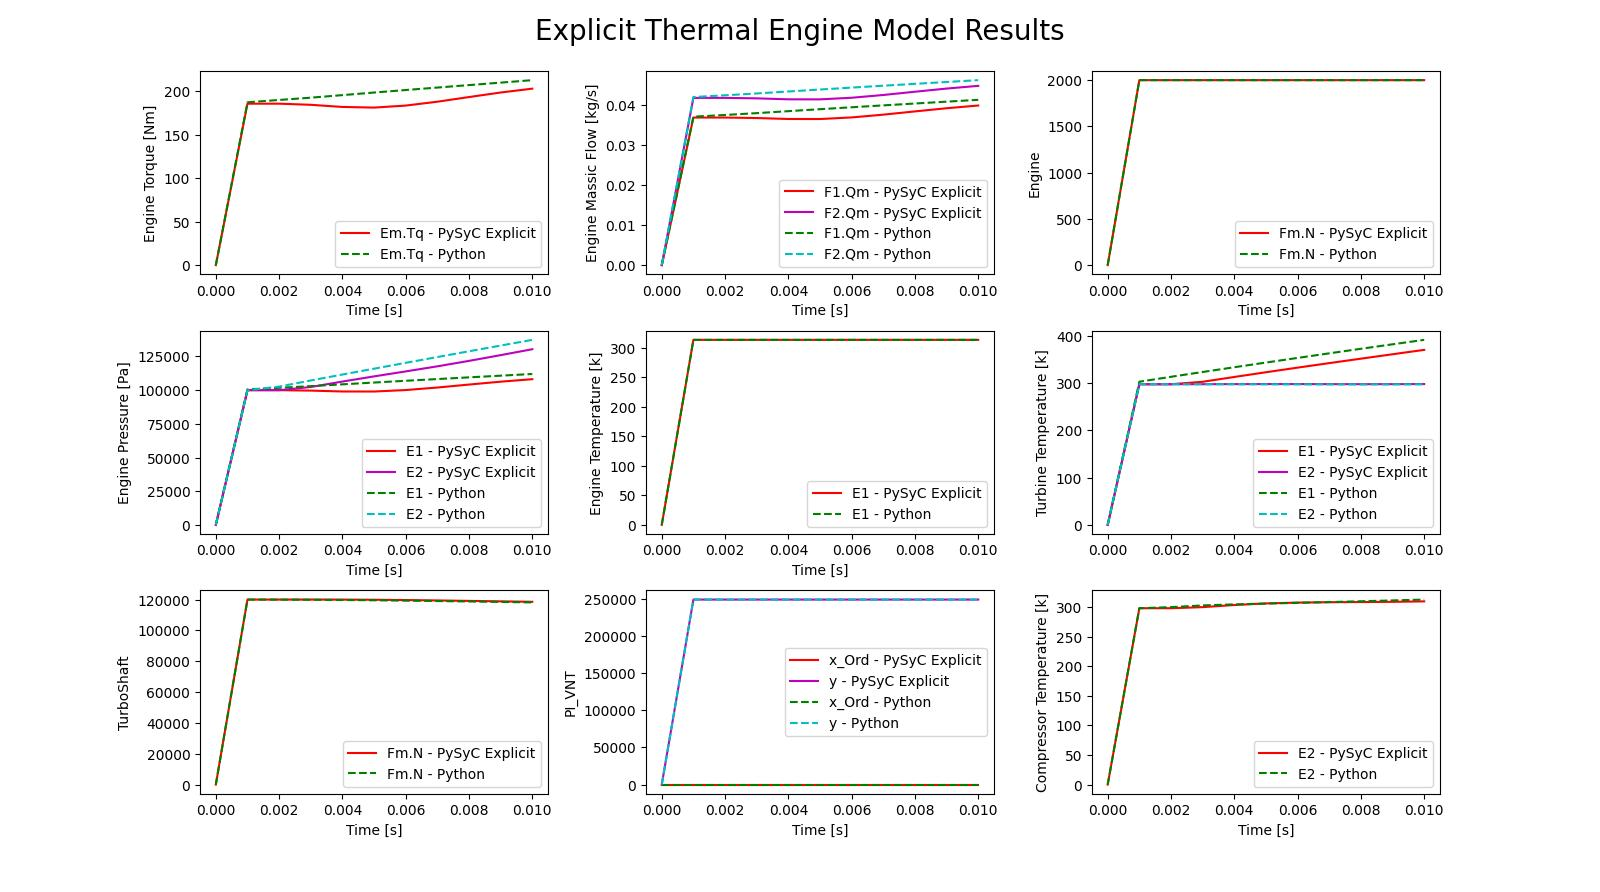 Explicit Thermal Engine Model Results
Engine Torque [Nm]
200
150
100
50
0
Em.Tq - PySyC Explicit
Em.Tq - Python
0.000 0.002 0.004 0.006 0.008 0.010
Time [s]
Engine Massic Flow [kg/s]
0.04
0.03
0.02
0.01
0.00
F1.Qm - PySyC Explicit
F2.Qm - PySyC Explicit
F1.Qm - Python
F2.Qm - Python
0.000 0.002 0.004 0.006 0.008 0.010
Time [s]
Engine
2000
1500
1000
500
0
Fm.N - PySyC Explicit
Fm.N - Python
0.000 0.002 0.004 0.006 0.008 0.010
Time [s]
Engine Pressure [Pa]
125000
100000
75000
50000
25000
0
E1 - PySyC Explicit
E2 - PySyC Explicit
E1 - Python
E2 - Python
0.000 0.002 0.004 0.006 0.008 0.010
Time [s]
Engine Temperature [k]
300
250
200
150
100
50
0
E1 - PySyC Explicit
E1 - Python
0.000 0.002 0.004 0.006 0.008 0.010
Time [s]
Turbine Temperature [k]
400
300
200
100
0
E1 - PySyC Explicit
E2 - PySyC Explicit
E1 - Python
E2 - Python
0.000 0.002 0.004 0.006 0.008 0.010
Time [s]
TurboShaft
120000
100000
80000
60000
40000
20000
0
Fm.N - PySyC Explicit
Fm.N - Python
0.000 0.002 0.004 0.006 0.008 0.010
Time [s]
PI_VNT
250000
200000
150000
100000
50000
0
x_Ord - PySyC Explicit
y - PySyC Explicit
x_Ord - Python
y - Python
0.000 0.002 0.004 0.006 0.008 0.010
Time [s]
Compressor Temperature [k]
300
250
200
150
100
50
0
E2 - PySyC Explicit
E2 - Python
0.000 0.002 0.004 0.006 0.008 0.010
Time [s]